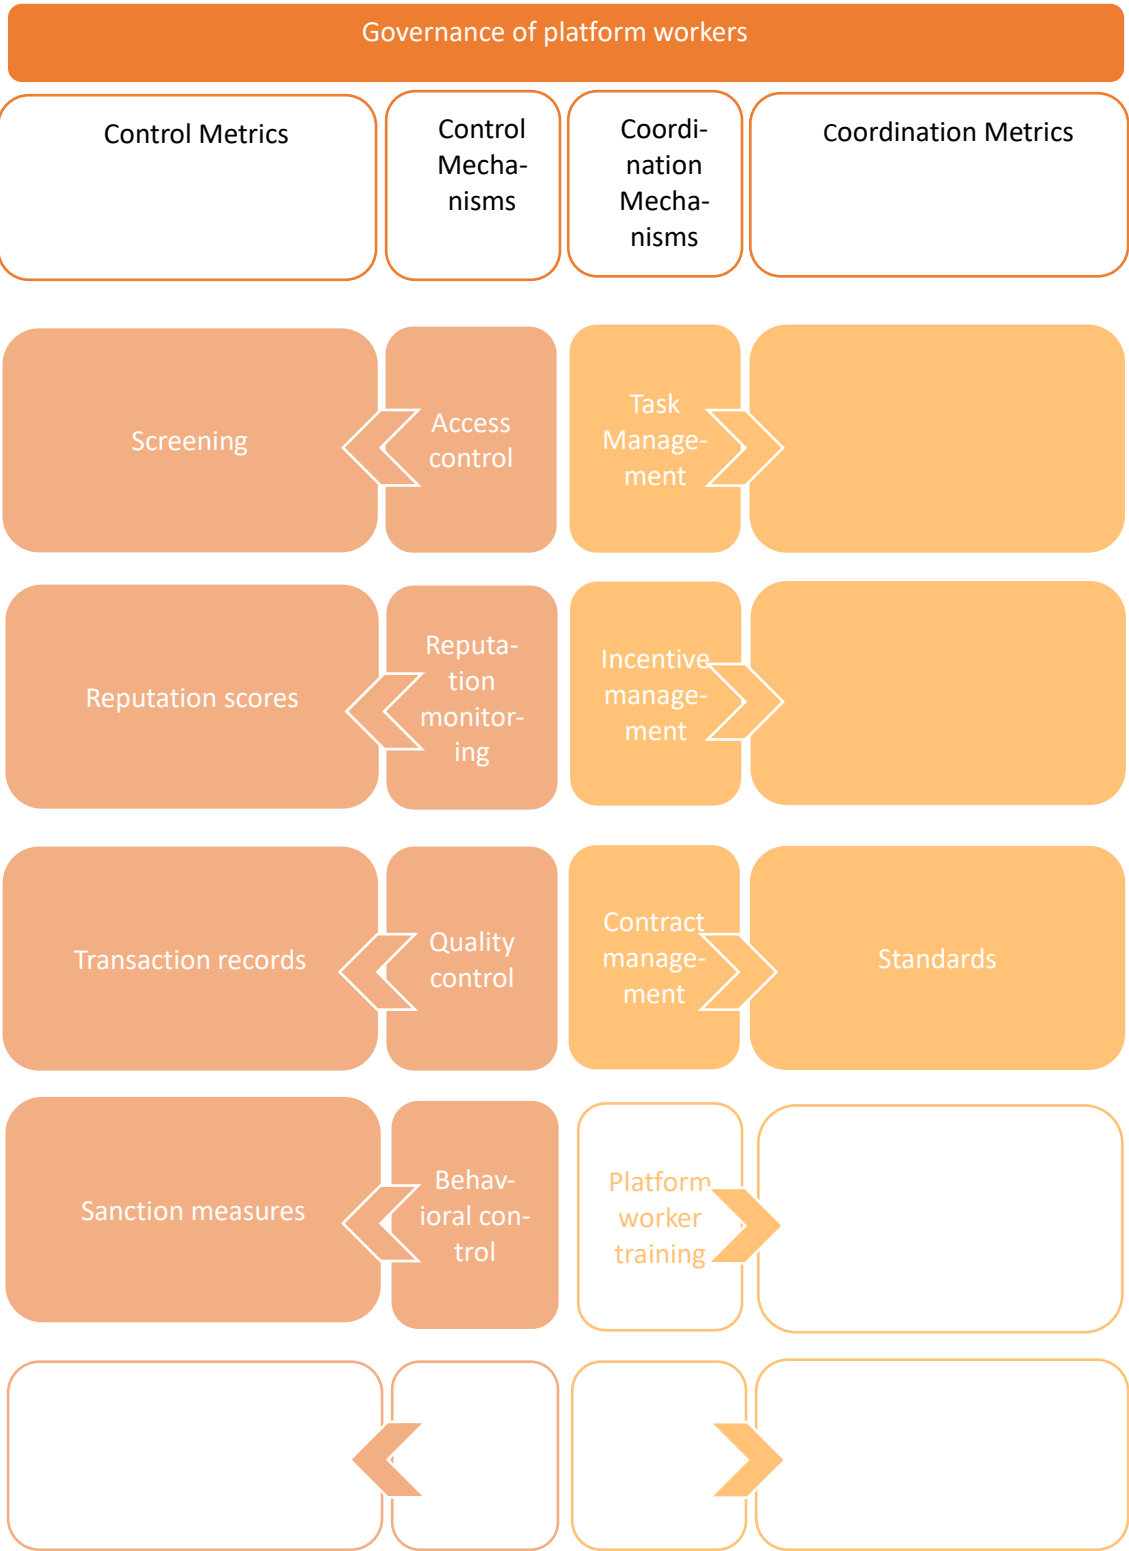 Governance of platform workers
Control Metrics
Control
Mecha-
nisms
Coordi-
nation
Mecha-
nisms
Coordination Metrics
Screening
Access
control
Task
Manage-
ment
Reputation scores
Reputa-
tion
monitor-
ing
Incentive
manage-
ment
Transaction records
Quality
control
Contract
manage-
ment
Standards
Sanction measures
Behav-
ioral con-
trol
Platform
worker
training